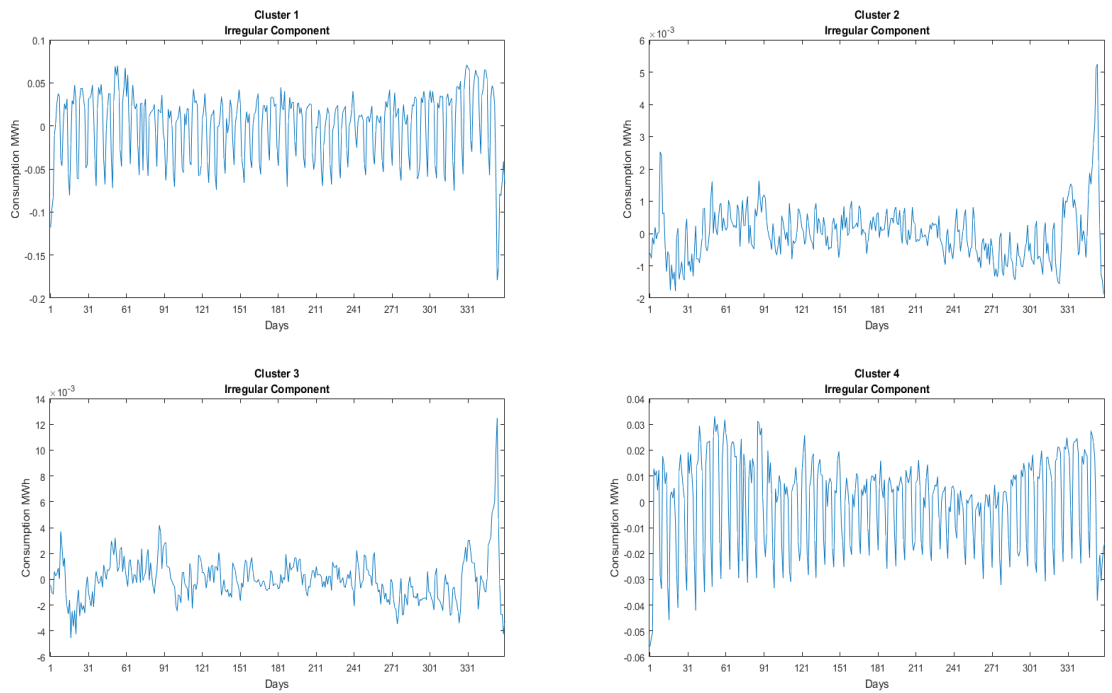 Cluster 1
Irregular Component
0.1
0.05
0
-0.05
-0.1
-0.15
-0.2
Consumption MWh
1 31 61 91 121 151 181 211 241 271 301 331
Days
Cluster 2
Irregular Component
×10-3
6
5
4
3
2
1
0
-1
-2
Consumption MWh
1 31 61 91 121 151 181 211 241 271 301 331
Days
Cluster 3
Irregular Component
×10-3
14
12
10
8
6
4
2
0
-2
-4
-6
Consumption MWh
1 31 61 91 121 151 181 211 241 271 301 331
Days
Cluster 4
Irregular Component
0.04
0.03
0.02
0.01
0
-0.01
-0.02
-0.03
-0.04
-0.05
-0.06
Consumption MWh
1 31 61 91 121 151 181 211 241 271 301 331
Days